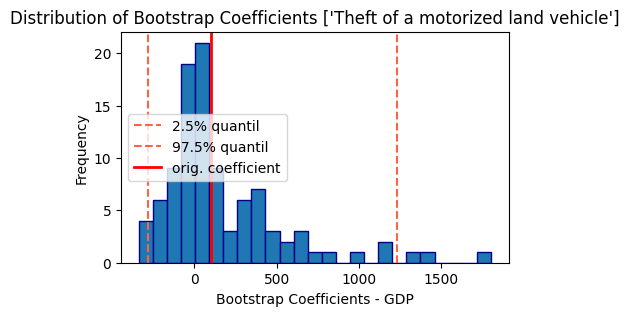 Distribution of Bootstrap Coefficients ['Theft of a motorized land vehicle']
20
15
10
5
0
Frequency
2.5% quantil
97.5% quantil
orig. coefficient
0
500
1000
1500
Bootstrap Coefficients - GDP